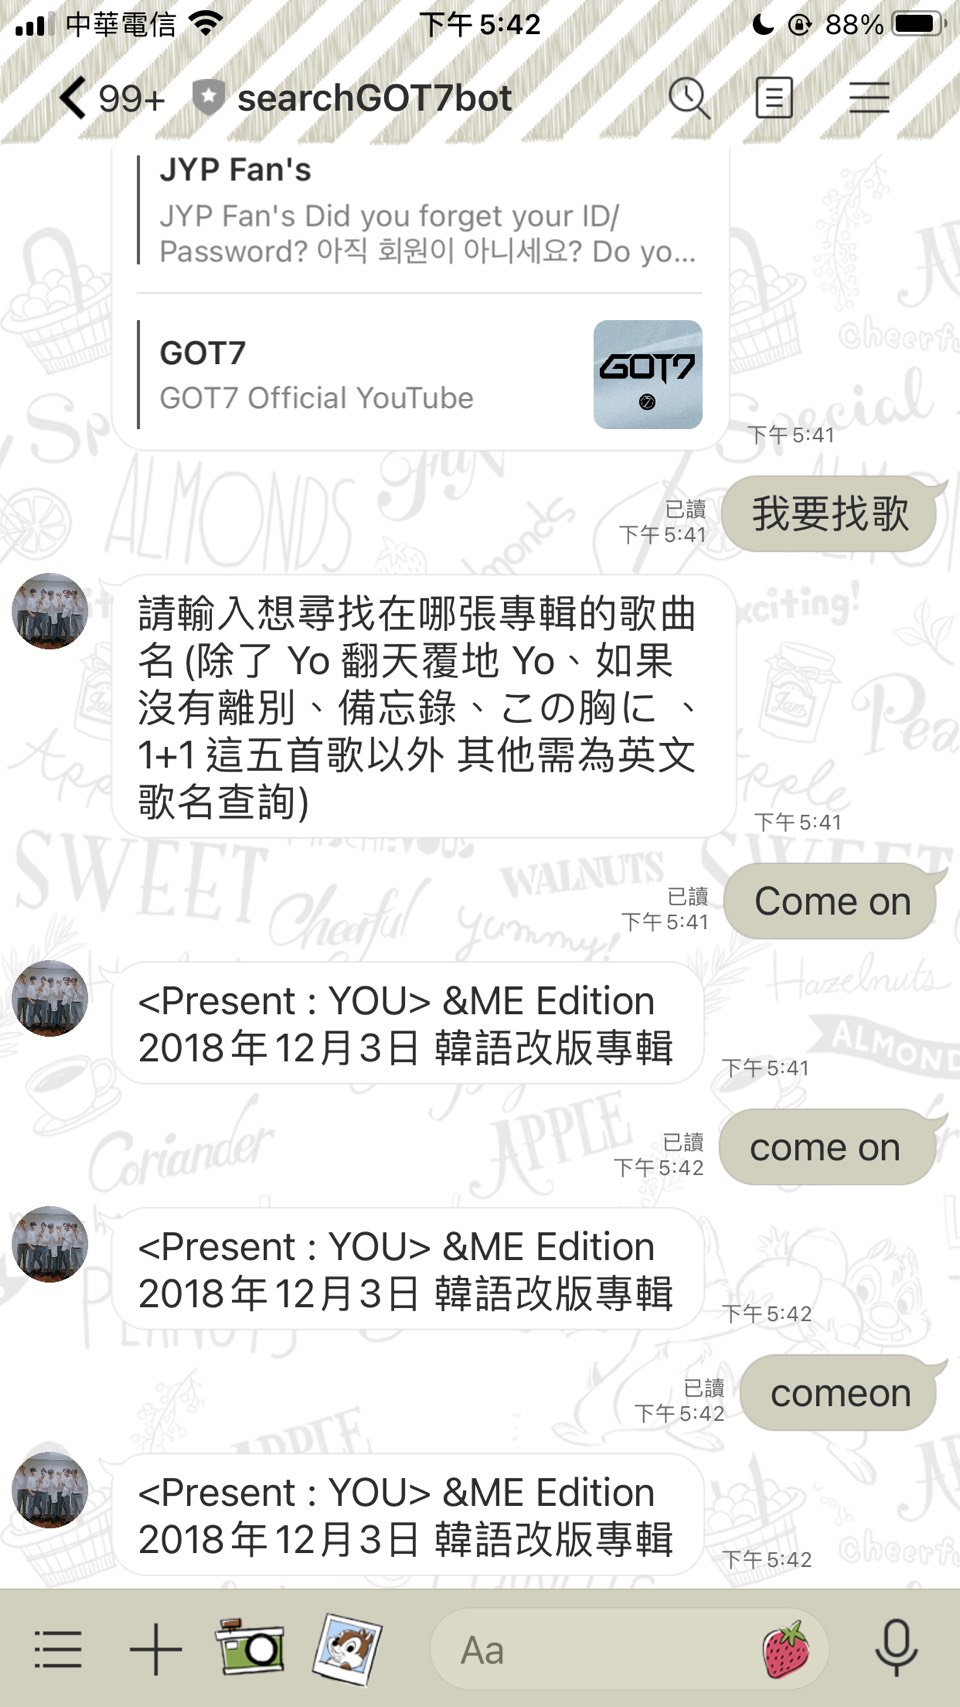 中華電信
下午 5:42
88%
99+
searchGOT7bot
JYP Fan's
JYP Fan's Did you forget your ID/
Password? 아직 회원이 아니세요? Do yo...
GOT7
GOT7 Official YouTube
GOT7
下午 5:41
我要找歌
已讀
下午 5:41
請輸入想尋找在哪張專輯的歌曲
名(除了 Yo 翻天覆地 Yo、如果
沒有離別、備忘錄、この胸に 、
1+1 這五首歌以外 其他需為英文
歌名查詢)
下午 5:41
Come on
已讀
下午 5:41
<Present : YOU> &ME Edition
2018年12月3日 韓語改版專輯
下午 5:41
come on
已讀
下午 5:42
<Present : YOU> &ME Edition
2018年12月3日 韓語改版專輯
下午 5:42
comeon
已讀
下午 5:42
<Present : YOU> &ME Edition
2018年12月3日 韓語改版專輯
下午 5:42
Aa